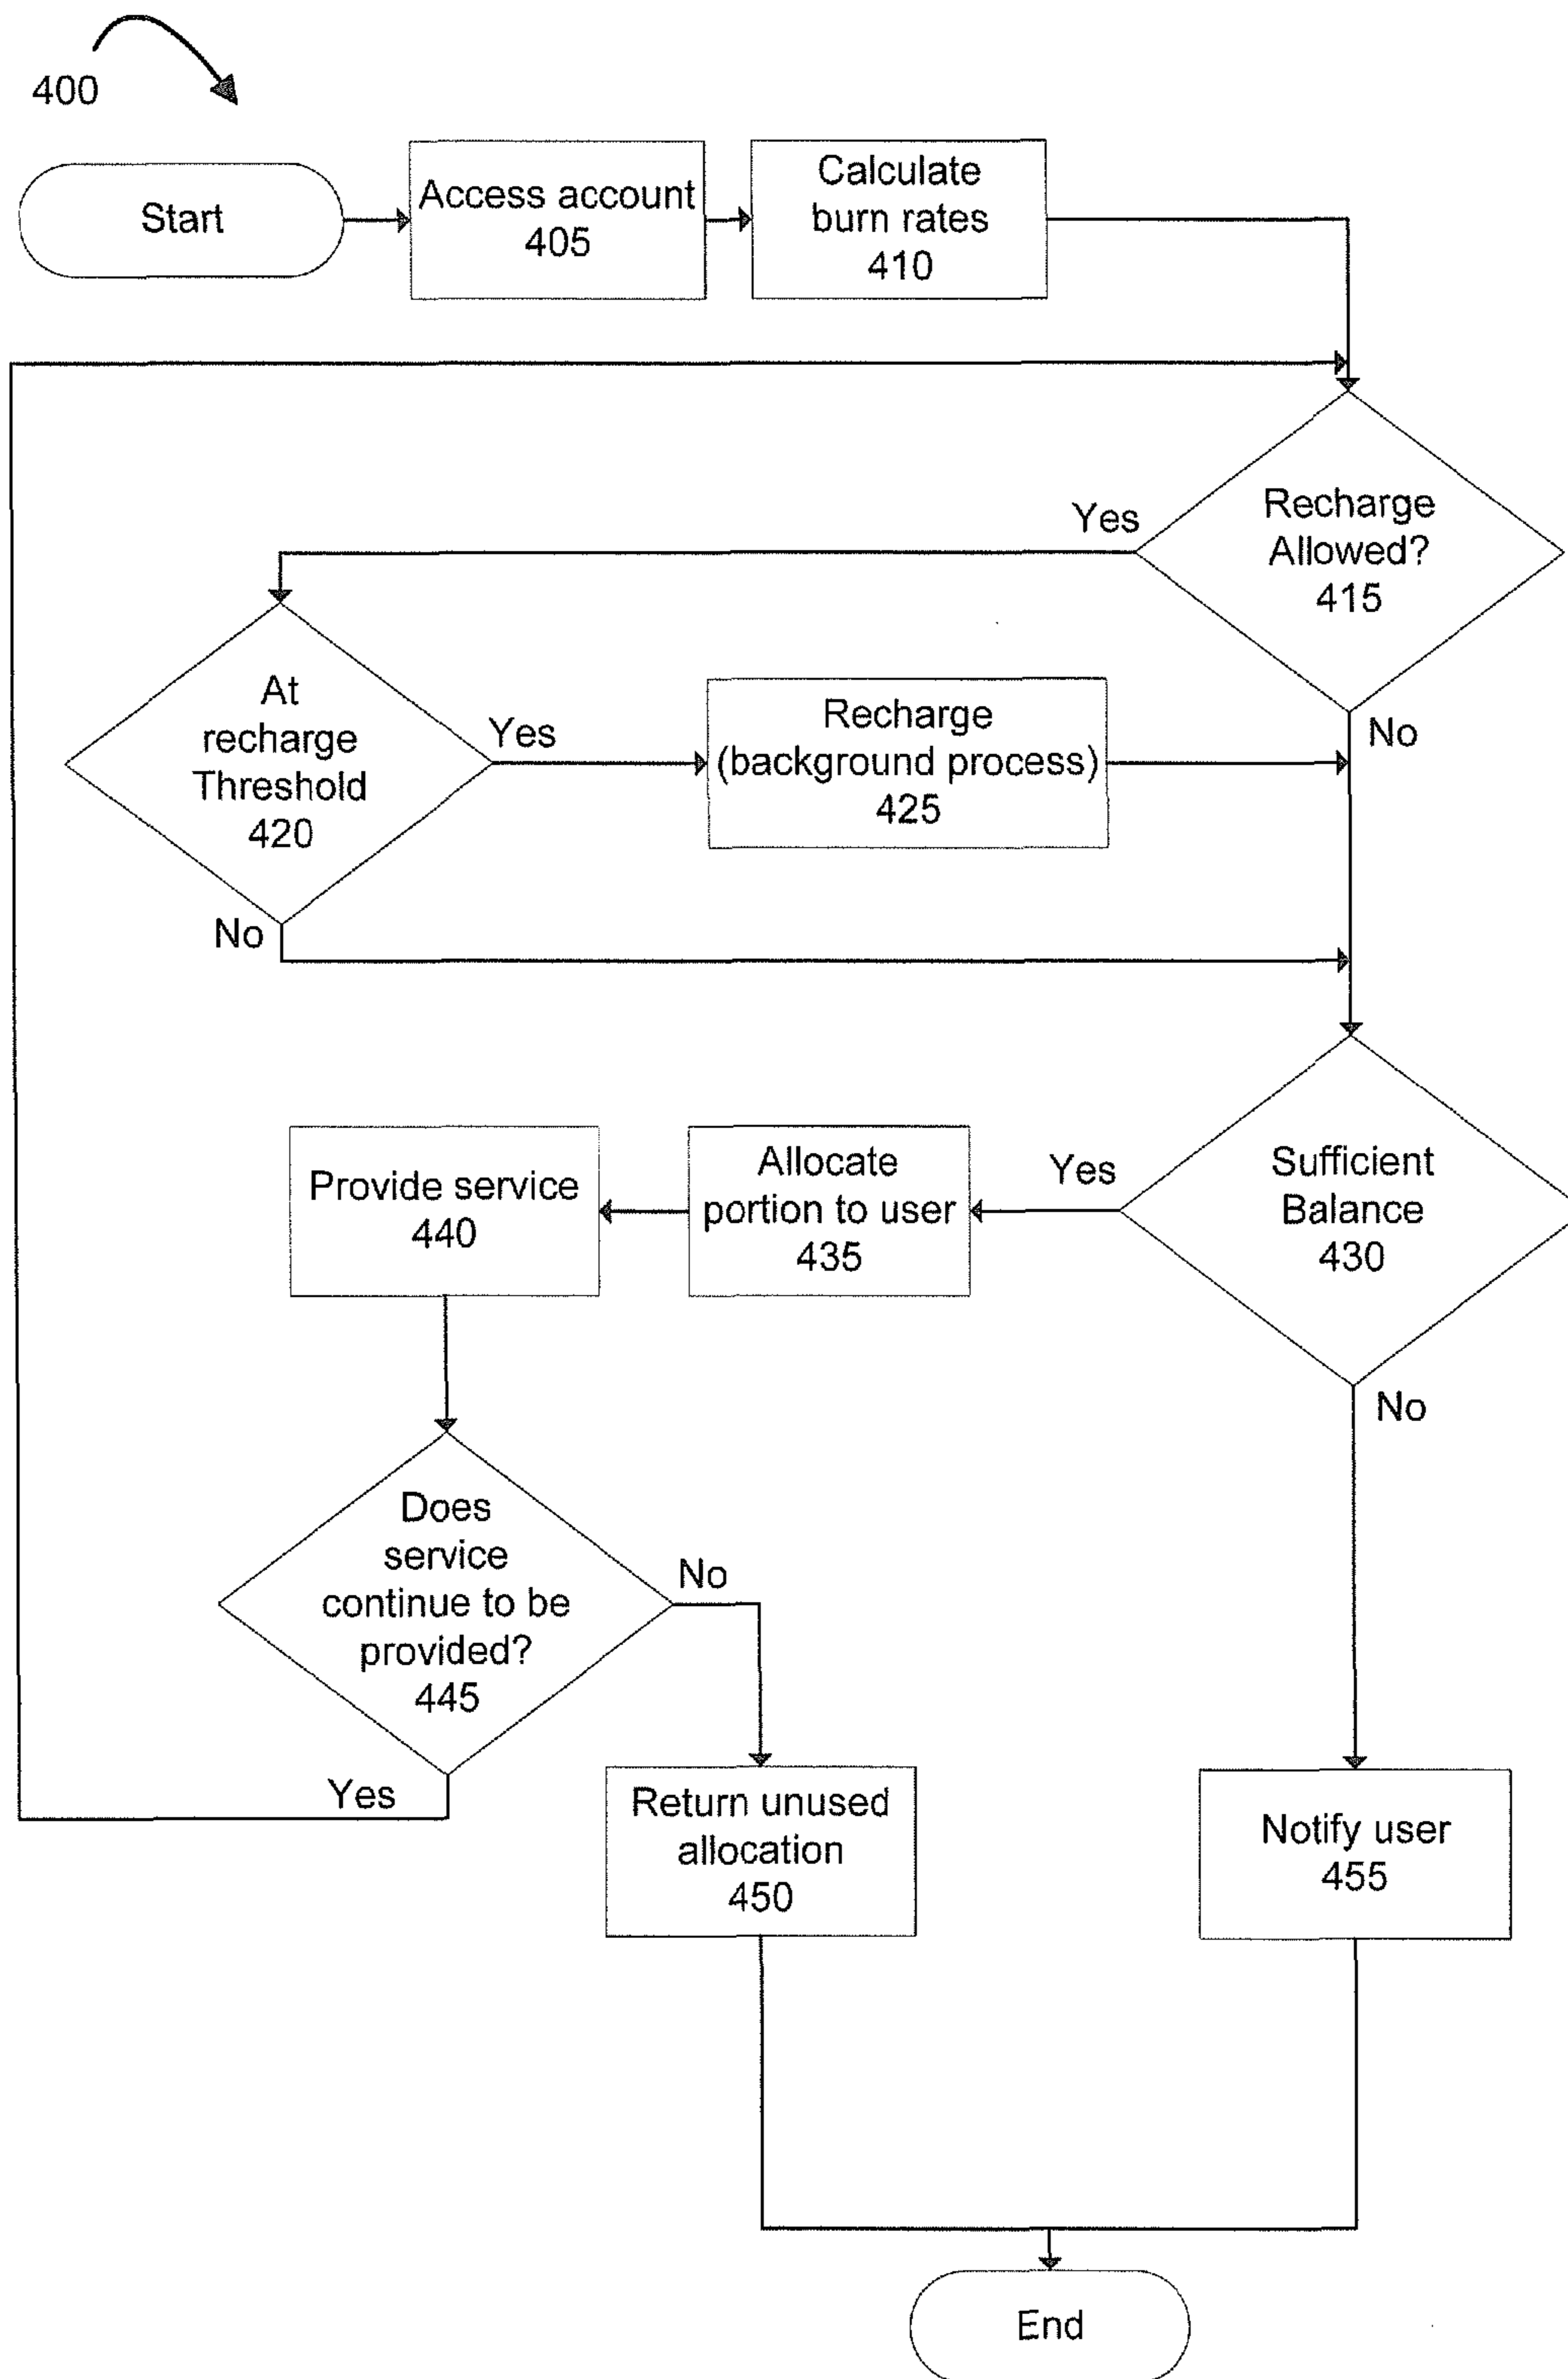 400
Start
Access account
405
Calculate
burn rates
410
Recharge
Allowed?
415
Yes
No
At
recharge
Threshold
420
Yes
No
Recharge
(background process)
425
Sufficient
Balance
430
Yes
No
Allocate
portion to user
435
Provide service
440
Does
service
continue to be
provided?
445
No
Yes
Return unused
allocation
450
Notify user
455
End